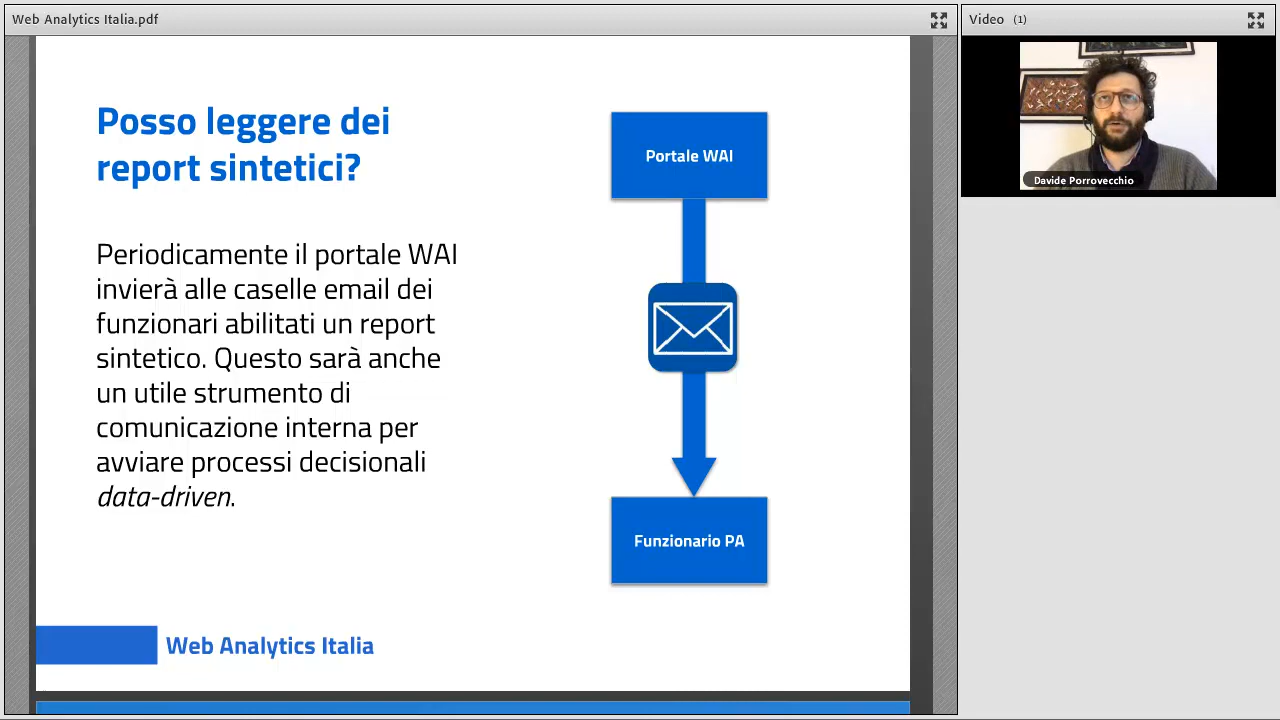 Web Analytics Italia.pdf
Video (1)
Posso leggere dei
report sintetici?
Periodicamente il portale WAI
invierà alle caselle email dei
funzionari abilitati un report
sintetico. Questo sarà anche
un utile strumento di
comunicazione interna per
avviare processi decisionali
data-driven.
Portale WAI
Funzionario PA
Web Analytics Italia
Davide Porrovecchio